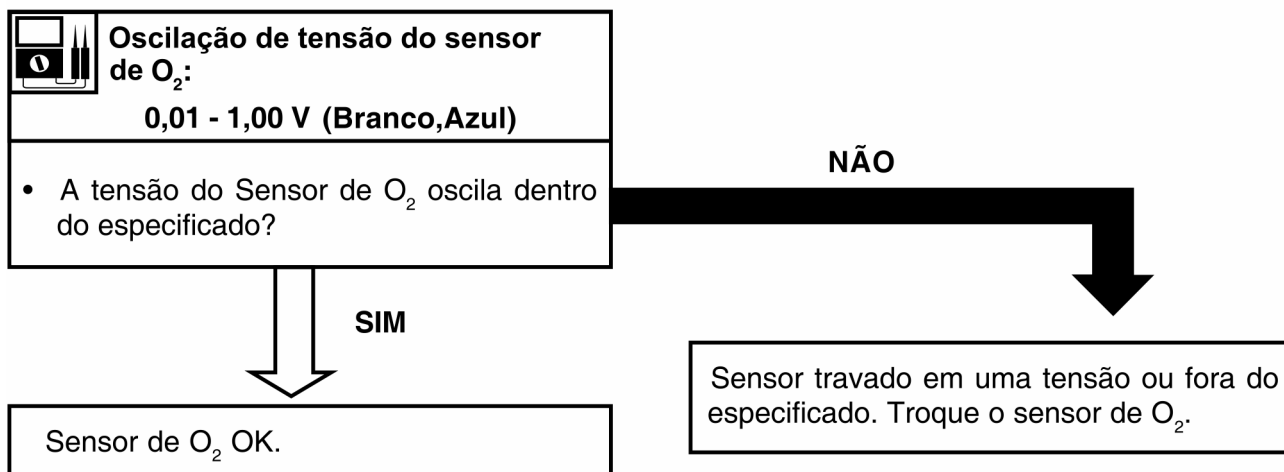 Oscilação de tensão do sensor
de O₂:
0,01 - 1,00 V (Branco,Azul)
• A tensão do Sensor de O₂ oscila dentro
do especificado?
NÃO
SIM
Sensor travado em uma tensão ou fora do
especificado. Troque o sensor de O₂.
Sensor de O₂ OK.